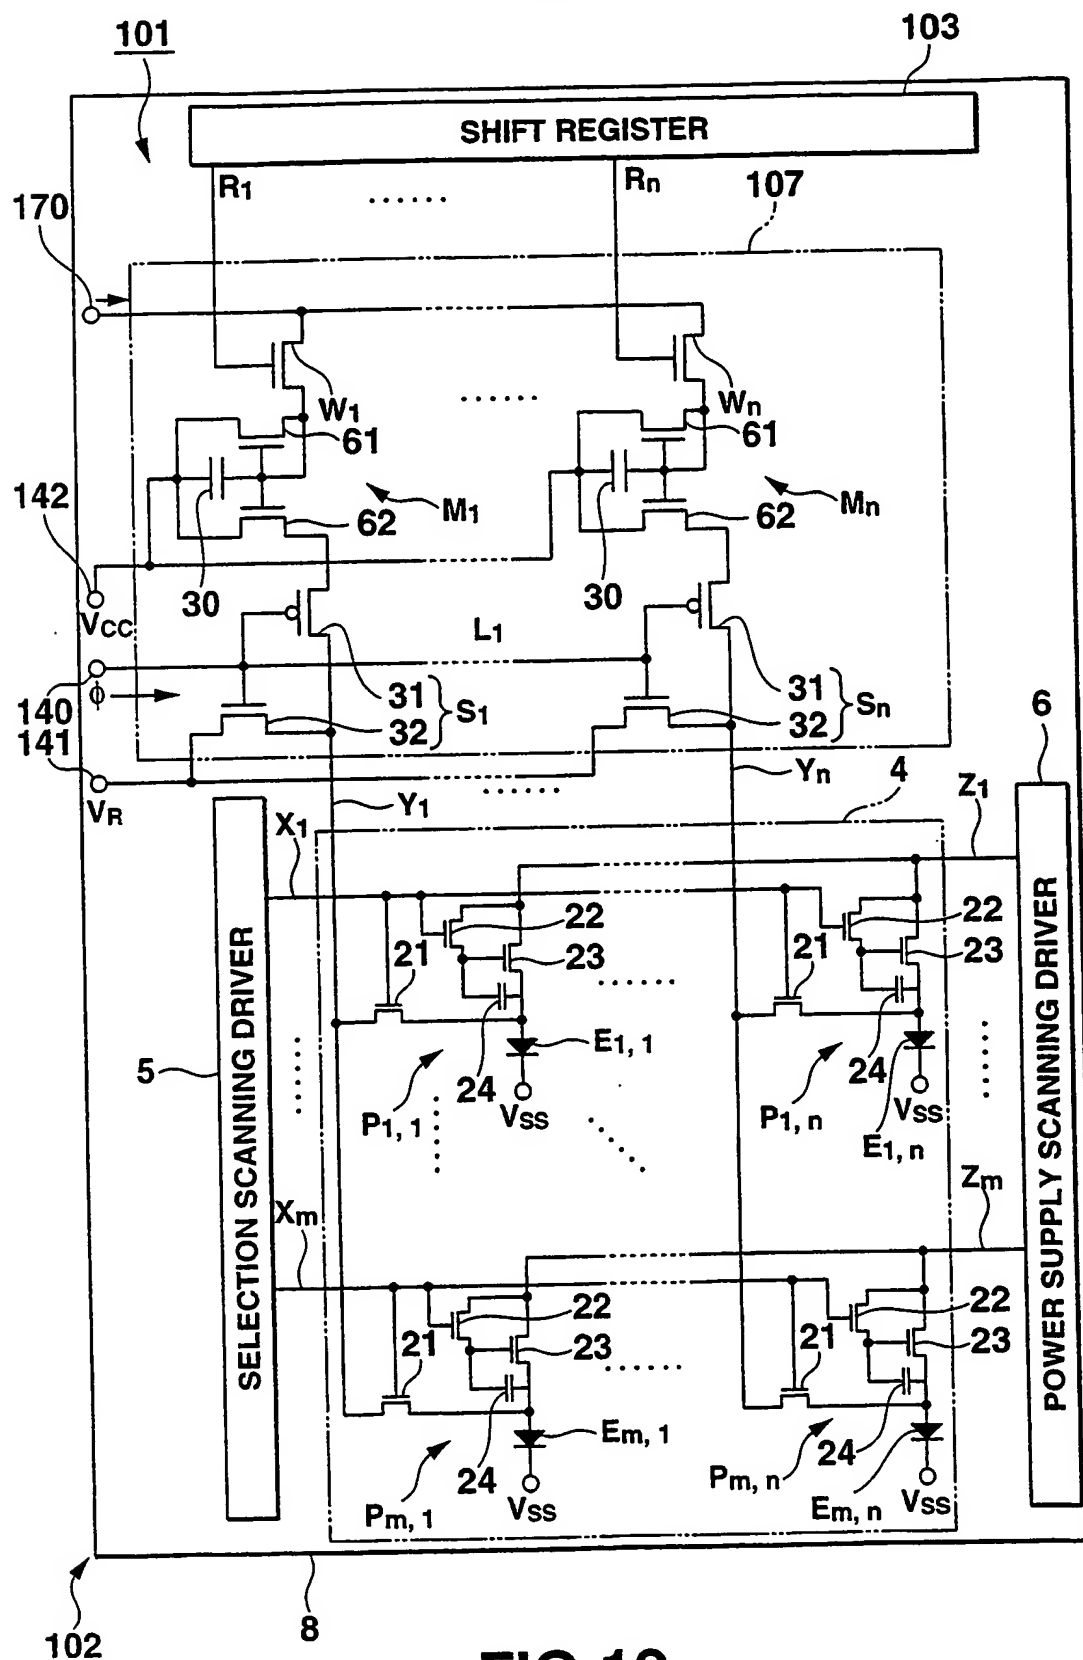 101
103
SHIFT REGISTER
R1
Rn
107
170
W1
Wn
61
61
142
M1
Mn
62
62
30
30
VCC
L1
140
ϕ
31
32
S1
31
32
Sn
141
VR
Y1
Yn
4
6
Z1
X1
SELECTION SCANNING DRIVER
POWER SUPPLY SCANNING DRIVER
22
22
21
23
21
23
5
24
E1, 1
24
VSS
VSS
P1, 1
P1, n
E1, n
Xm
Zm
22
22
21
23
21
23
24
Em, 1
24
VSS
VSS
Pm, 1
Pm, n
Em, n
102
8